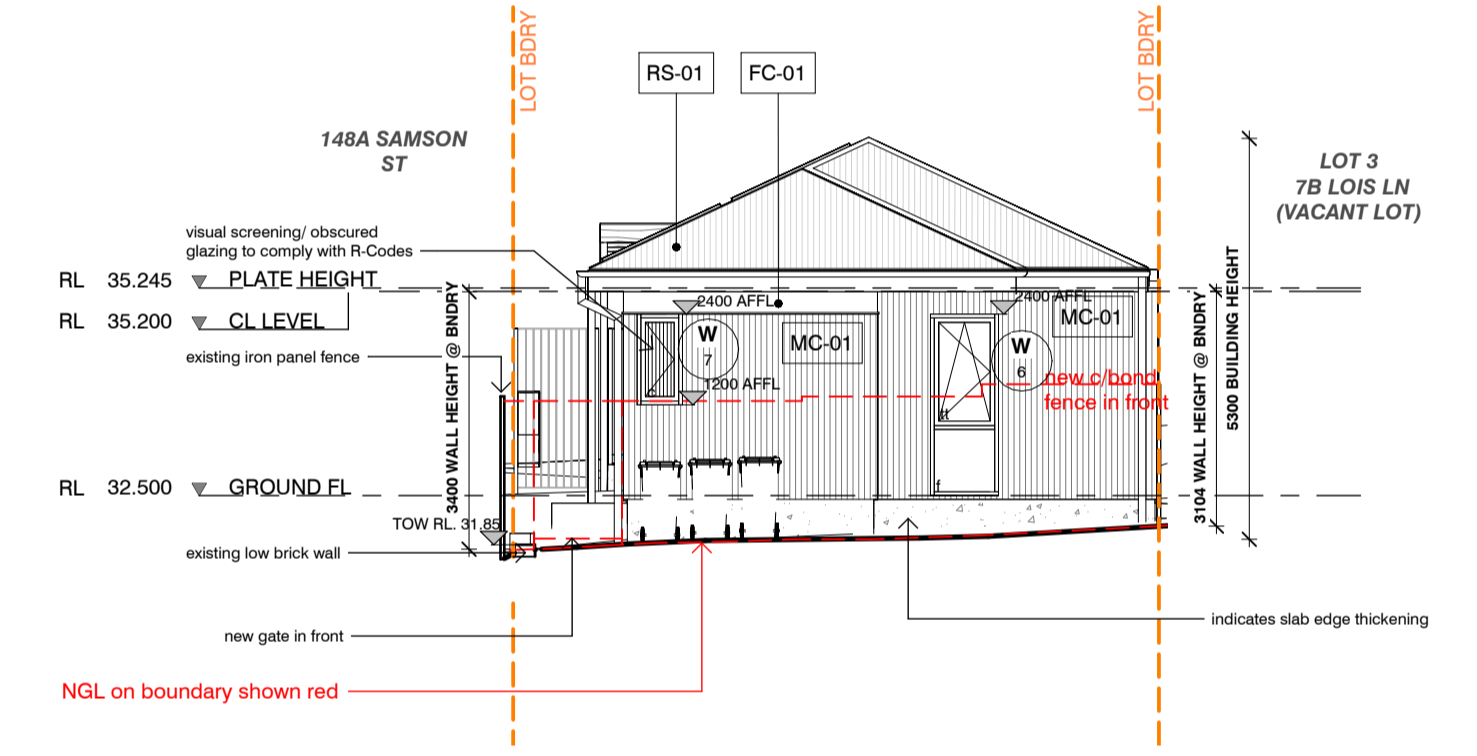 LOT BDRY
LOT BDRY
RS-01
FC-01
148A SAMSON
ST
LOT 3
7B LOIS LN
(VACANT LOT)
visual screening/ obscured
glazing to comply with R-Codes
RL 35.245 PLATE HEIGHT
RL 35.200 CL LEVEL
existing iron panel fence
3400 WALL HEIGHT @ BNDRY
2400 AFFL
2400 AFFL
MC-01
MC-01
W
7
W
6
1200 AFFL
new c/bond
fence in front
3104 WALL HEIGHT @ BNDRY
5300 BUILDING HEIGHT
f
RL 32.500 GROUND FL
TOW RL. 31.85
existing low brick wall
new gate in front
indicates slab edge thickening
NGL on boundary shown red